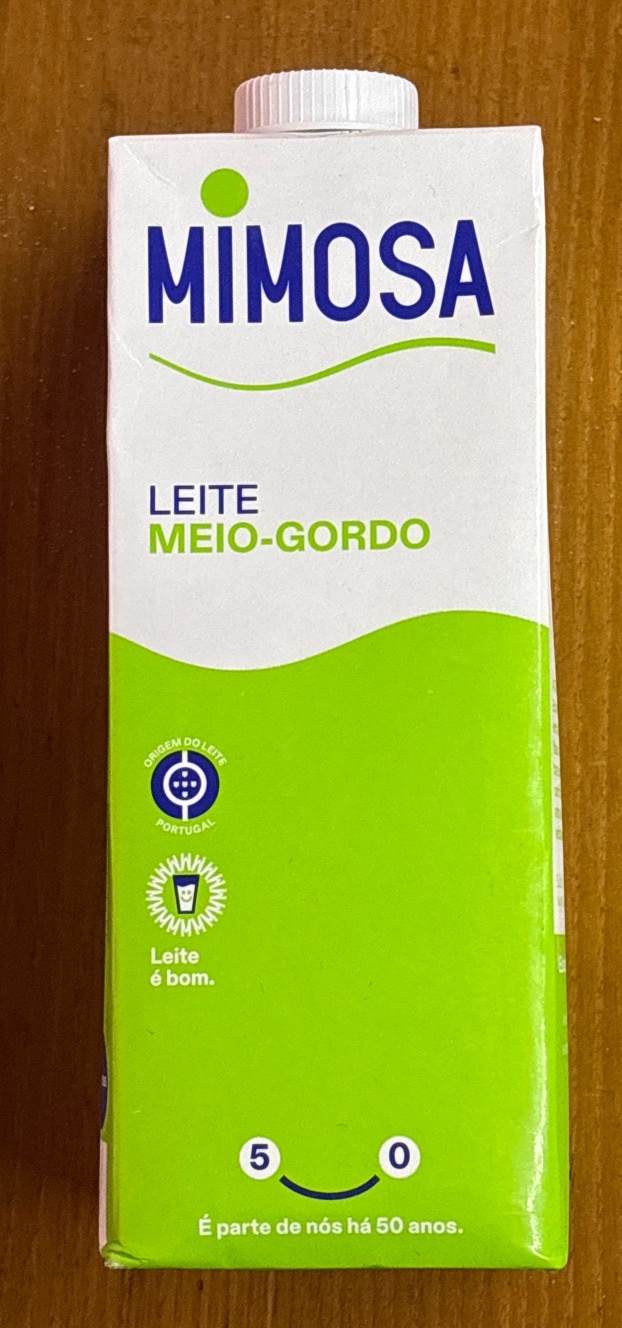 MIMOSA
LEITE
MEIO-GORDO
ORIGEM DO LEITE
PORTUGAL
Leite
é bom.
5 0
É parte de nós há 50 anos.